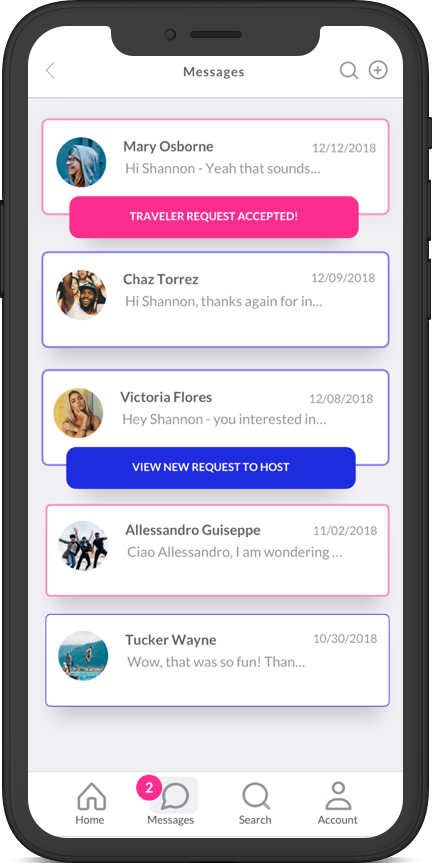 Messages
Mary Osborne
12/12/2018
Hi Shannon - Yeah that sounds...
TRAVELER REQUEST ACCEPTED!
Chaz Torrez
12/09/2018
Hi Shannon, thanks again for in...
Victoria Flores
12/08/2018
Hey Shannon - you interested in...
VIEW NEW REQUEST TO HOST
Allessandro Guiseppe
11/02/2018
Ciao Allessandro, I am wondering ...
Tucker Wayne
10/30/2018
Wow, that was so fun! Than...
2
Home
Messages
Search
Account